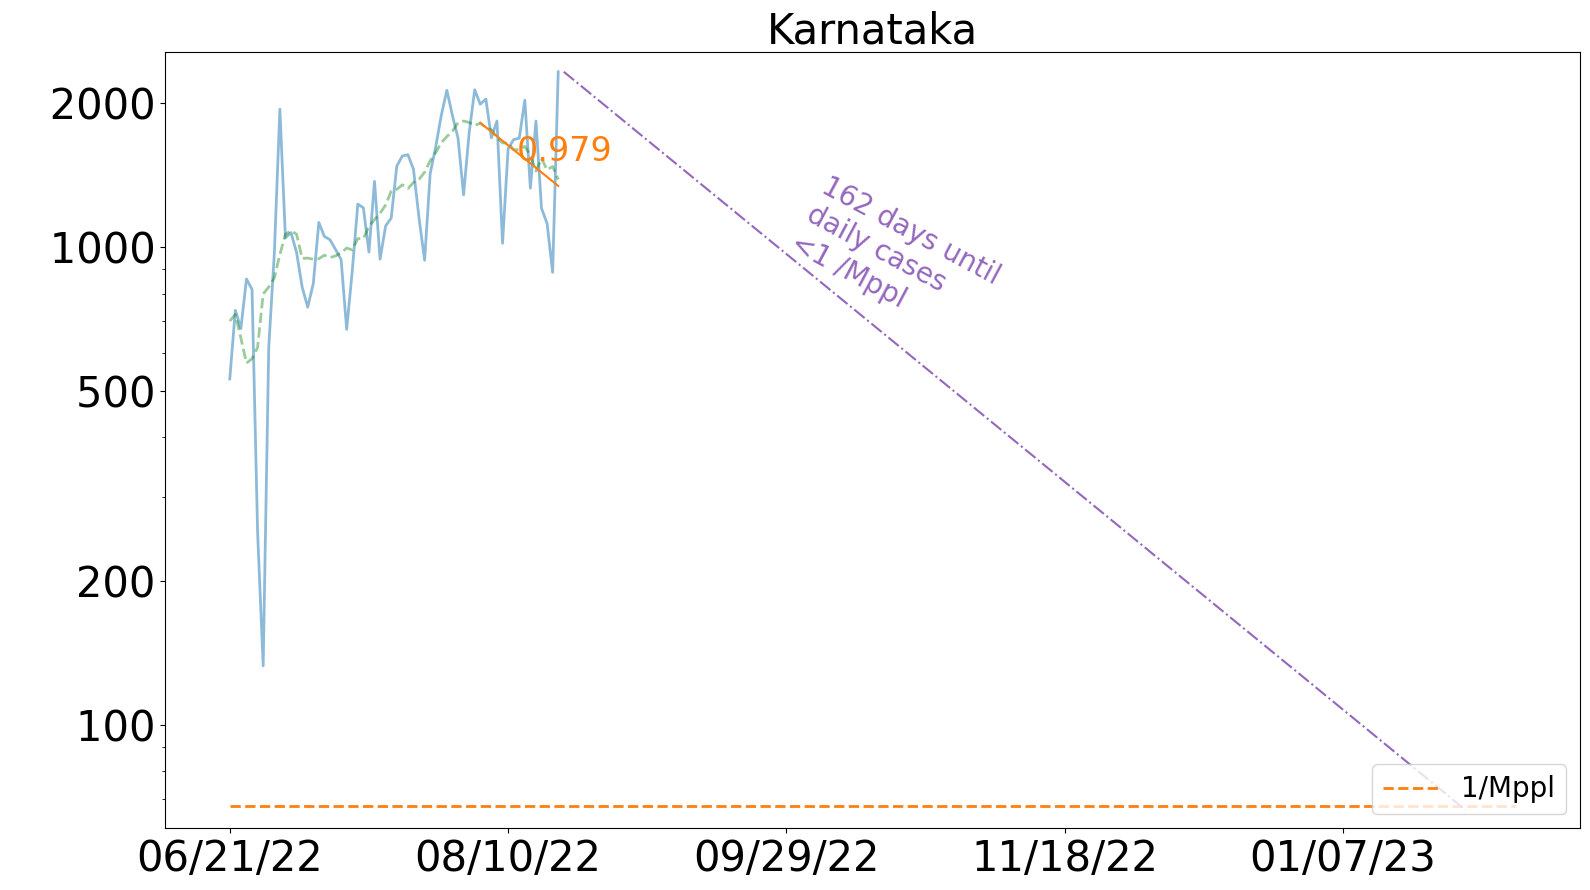 Karnataka
2000
1000
500
200
100
0.979
162 days until
daily cases
<1 /Mppl
1/Mppl
06/21/22
08/10/22
09/29/22
11/18/22
01/07/23